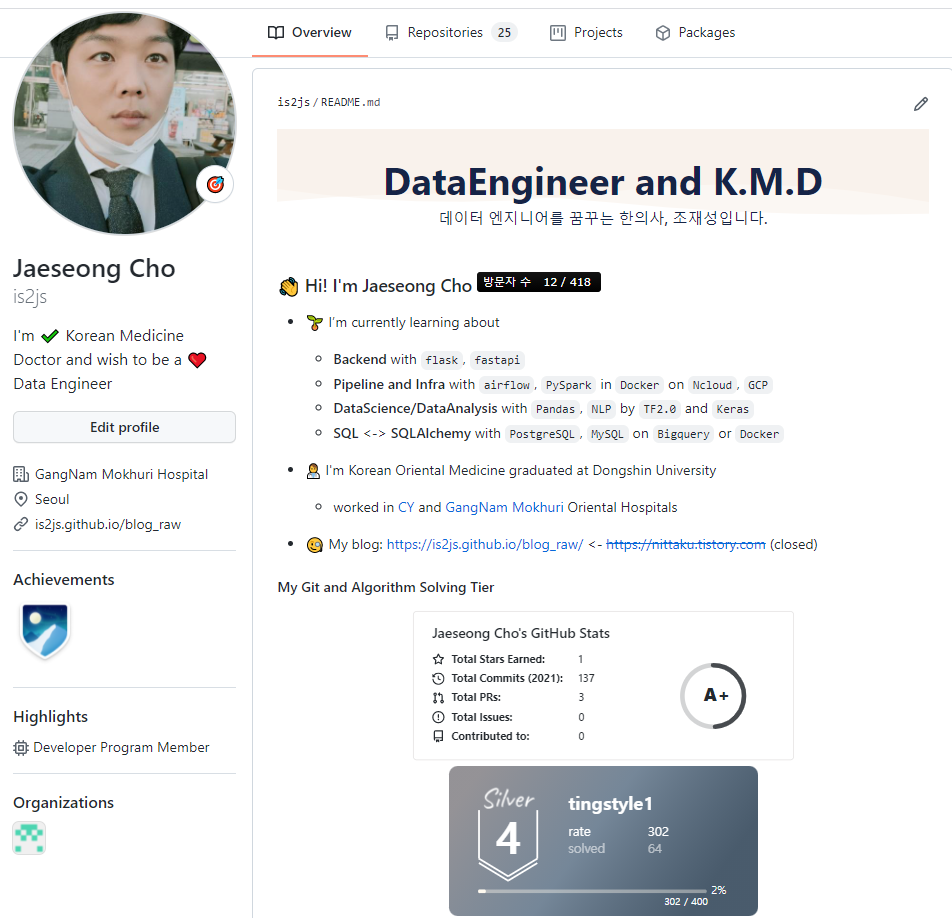 Overview
Repositories 25
Projects
Packages
Jaeseong Cho
is2js
I'm ✔ Korean Medicine
Doctor and wish to be a ❤
Data Engineer
Edit profile
GangNam Mokhuri Hospital
Seoul
is2js.github.io/blog_raw
Achievements
Highlights
Developer Program Member
Organizations
is2js / README.md
DataEngineer and K.M.D
데이터 엔지니어를 꿈꾸는 한의사, 조재성입니다.
👋 Hi! I'm Jaeseong Cho 방문자 수 12 / 418
🌱 I'm currently learning about
Backend with flask, fastapi
Pipeline and Infra with airflow, PySpark in Docker on Ncloud, GCP
DataScience/DataAnalysis with Pandas, NLP by TF2.0 and Keras
SQL <-> SQLAlchemy with PostgreSQL, MySQL on Bigquery or Docker
I'm Korean Oriental Medicine graduated at Dongshin University
worked in CY and GangNam Mokhuri Oriental Hospitals
My blog: https://is2js.github.io/blog_raw/ <- https://nittaku.tistory.com (closed)
My Git and Algorithm Solving Tier
Jaeseong Cho's GitHub Stats
Total Stars Earned: 1
Total Commits (2021): 137
Total PRs: 3
Total Issues: 0
Contributed to: 0
A+
Silver
4
tingstyle1
rate 302
solved 64
2%
302 / 400